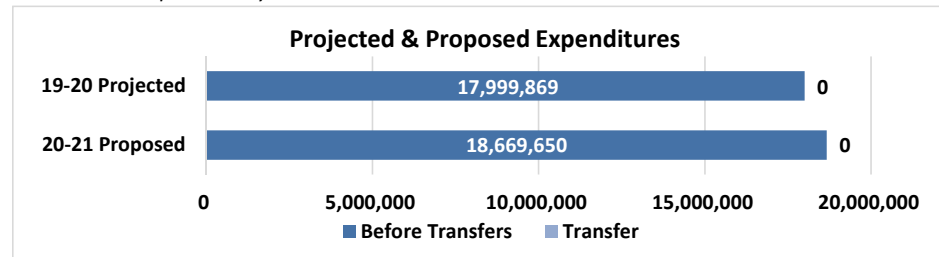 Projected & Proposed Expenditures
19-20 Projected 17,999,869 0
20-21 Proposed 18,669,650 0
0 5,000,000 10,000,000 15,000,000 20,000,000
Before Transfers Transfer